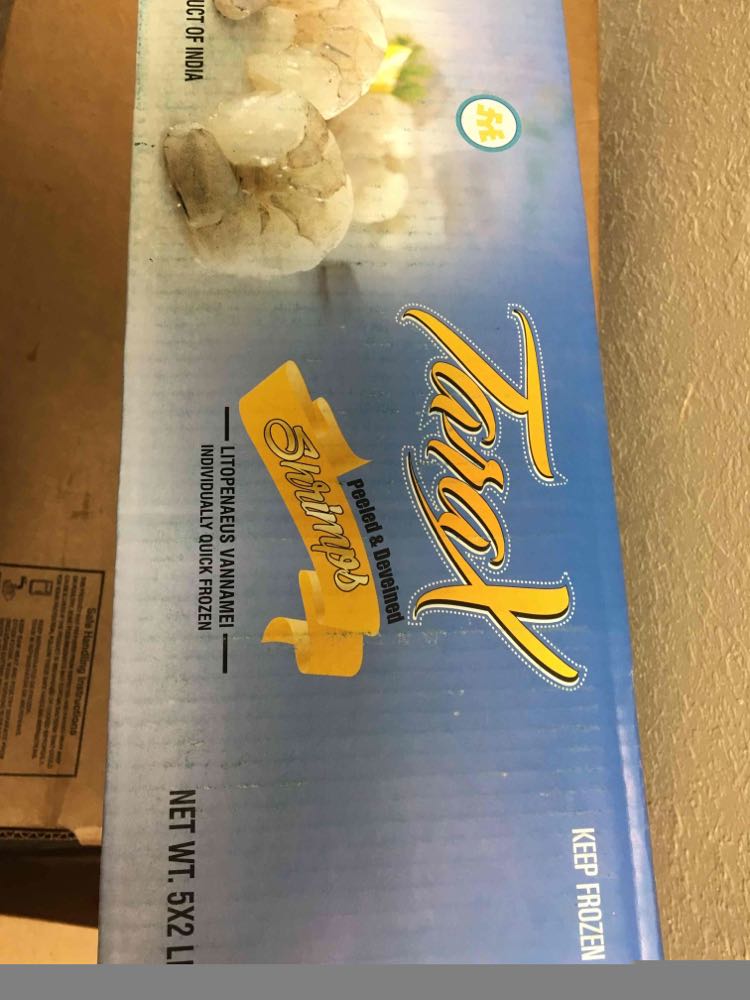 UCT OF INDIA
Tarax
Peeled & Deveined
Shrimps
LITOPENAEUS VANNAMEI
INDIVIDUALLY QUICK FROZEN
KEEP FROZEN
NET WT. 5X2 L
Safe Handling Instructions